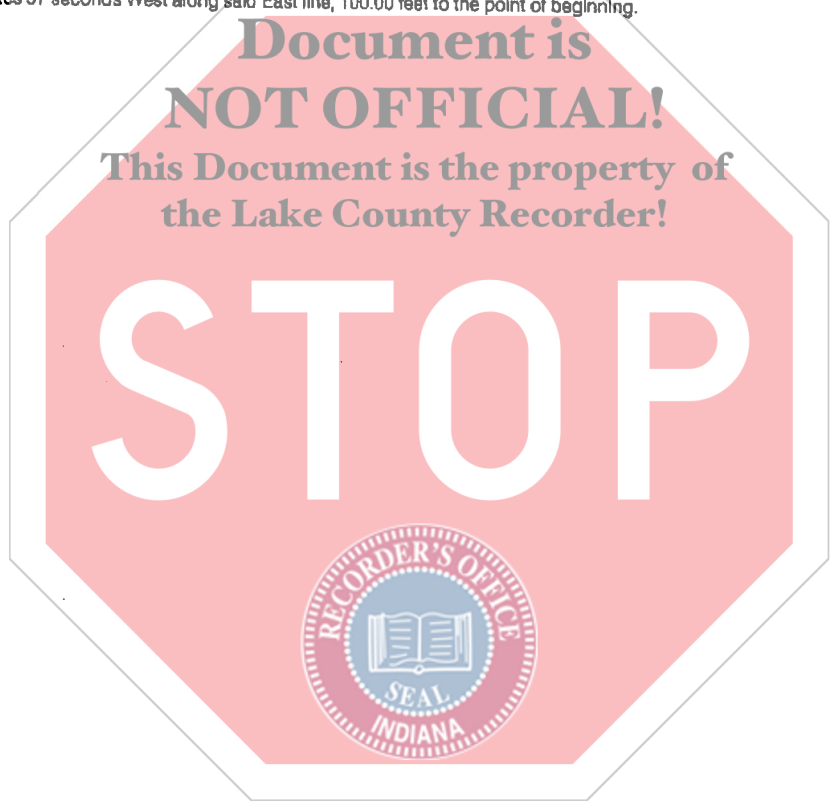 seconds West along said East line, 100.00 feet to the point of beginning.
Document is
NOT OFFICIAL!
This Document is the property of
the Lake County Recorder!
STOP
RECORDER'S OFFICE
SEAL
INDIANA